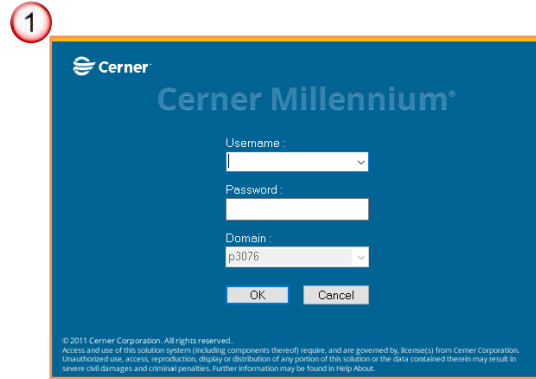 1
Cerner
Cerner Millennium®
Username :
Password :
Domain :
p3076
OK Cancel
© 2011 Cerner Corporation. All rights reserved.
Access and use of this solution system (including components thereof) require, and are governed by, license(s) from Cerner Corporation.
Unauthorized use, access, reproduction, display or distribution of any portion of this solution or the data contained therein may result in
severe civil damages and criminal penalties. Further information may be found in Help About.